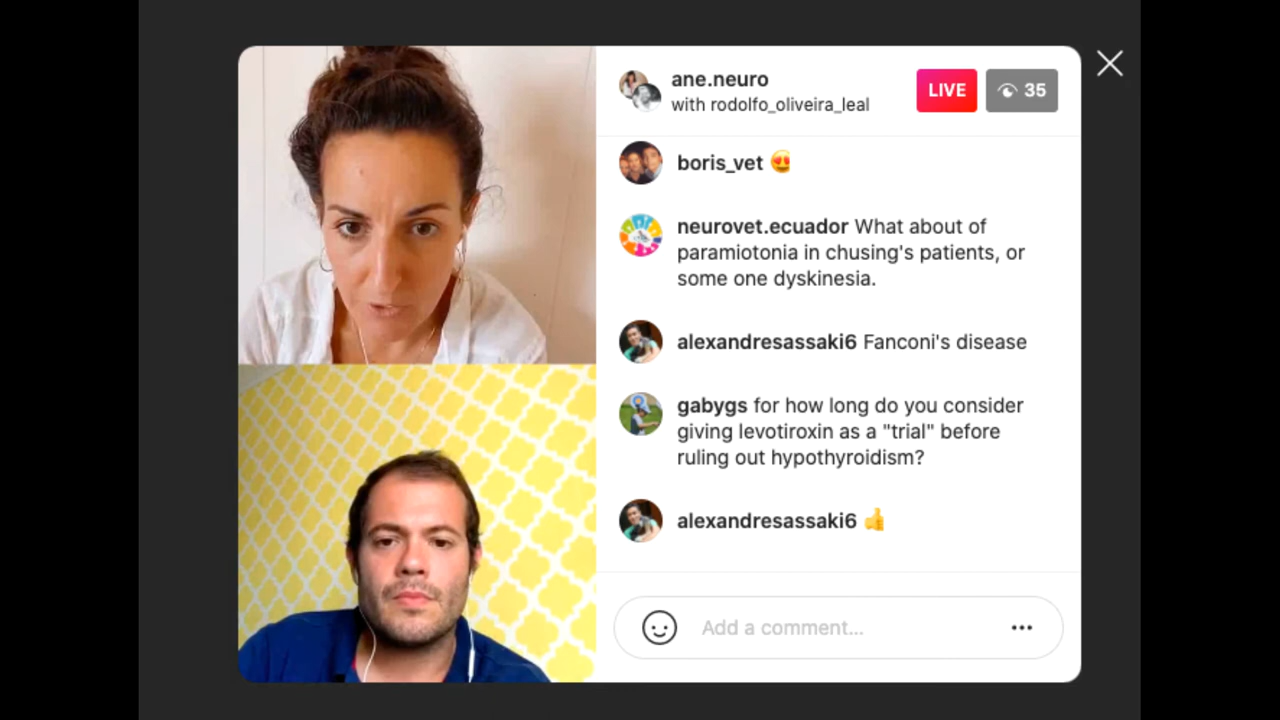 ane.neuro
with rodolfo_oliveira_leal
LIVE
35
boris_vet 😍
neurovet.ecuador What about of
paramiotonia in chusing's patients, or
some one dyskinesia.
alexandresassaki6 Fanconi's disease
gabygs for how long do you consider
giving levotiroxin as a "trial" before
ruling out hypothyroidism?
alexandresassaki6 👍
Add a comment...